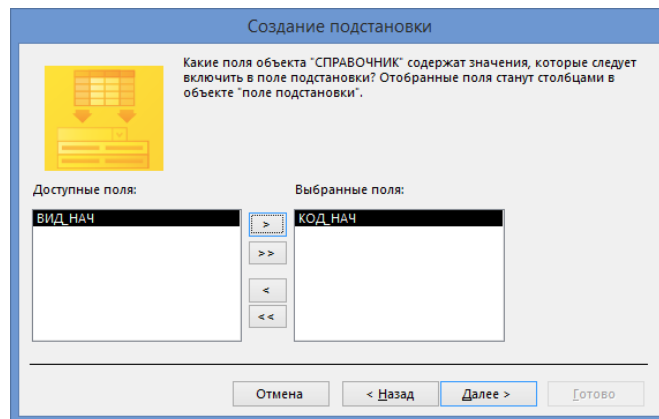 Создание подстановки
Какие поля объекта "СПРАВОЧНИК" содержат значения, которые следует
включить в поле подстановки? Отобранные поля станут столбцами в
объекте "поле подстановки".
Доступные поля:
Выбранные поля:
ВИД_НАЧ
>
КОД_НАЧ
>>
<
<<
Отмена
< Назад
Далее >
Готово